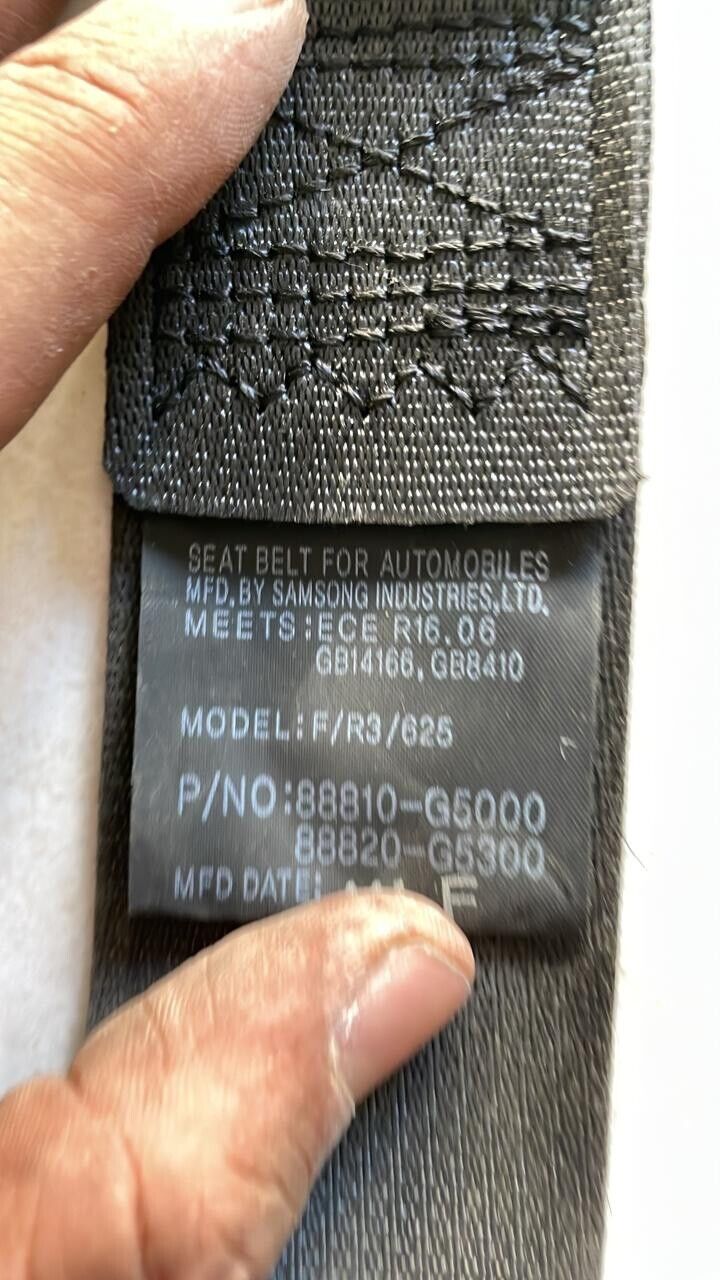 SEAT BELT FOR AUTOMOBILES
MFD.BY SAMSONG INDUSTRIES,LTD.
MEETS:ECE R16.06
GB14166,GB8410
MODEL:F/R3/625
P/NO:88810-G5000
88820-G5300
MFD DATE: